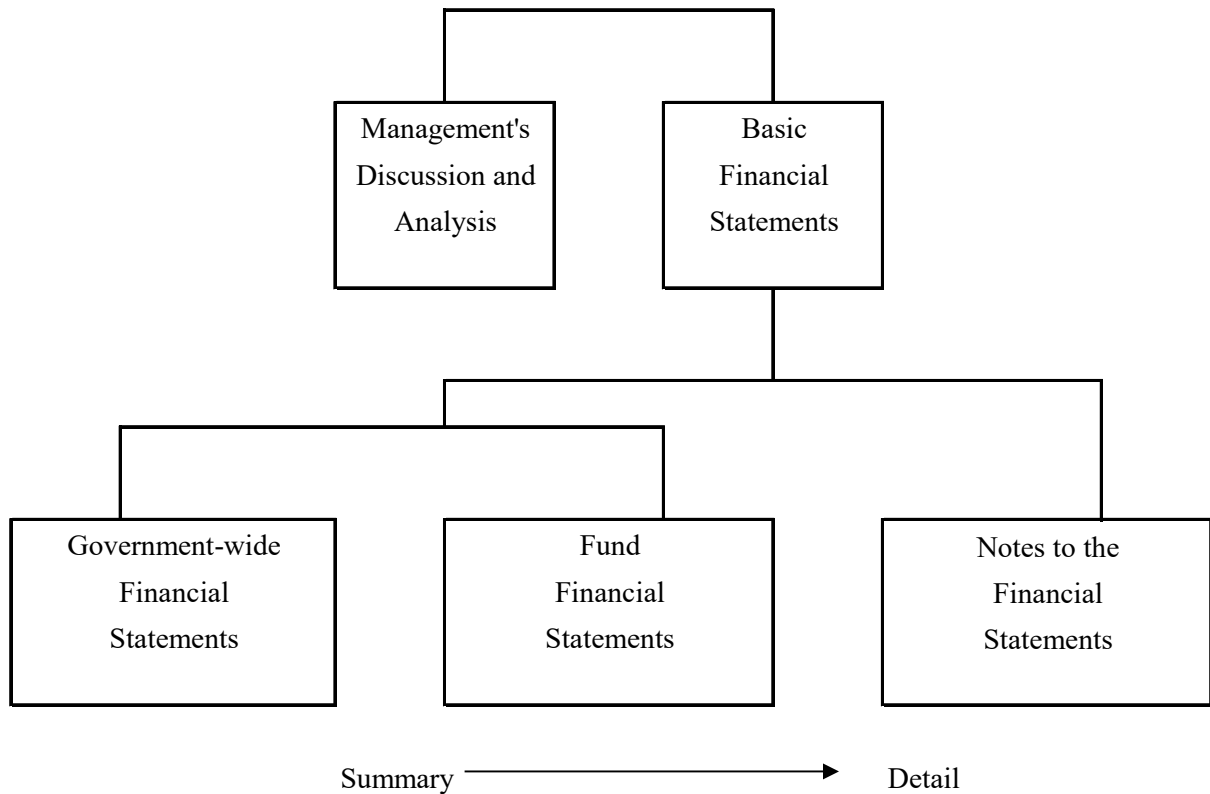 Management's
Discussion and
Analysis
Basic
Financial
Statements
Government-wide
Financial
Statements
Fund
Financial
Statements
Notes to the
Financial
Statements
Summary
Detail